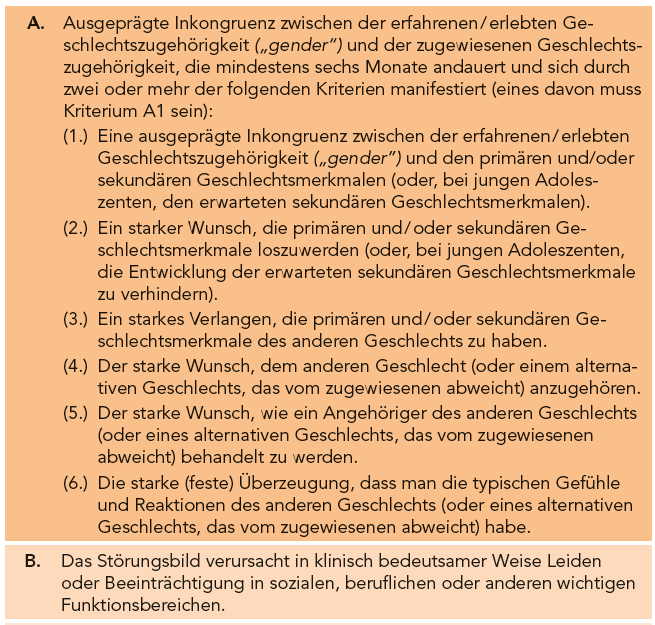 A. Ausgeprägte Inkongruenz zwischen der erfahrenen/erlebten Ge-
schlechtszugehörigkeit („gender“) und der zugewiesenen Geschlechts-
zugehörigkeit, die mindestens sechs Monate andauert und sich durch
zwei oder mehr der folgenden Kriterien manifestiert (eines davon muss
Kriterium A1 sein):
(1.) Eine ausgeprägte Inkongruenz zwischen der erfahrenen/erlebten
Geschlechtszugehörigkeit („gender“) und den primären und/oder
sekundären Geschlechtsmerkmalen (oder, bei jungen Adoles-
zenten, den erwarteten sekundären Geschlechtsmerkmalen).
(2.) Ein starker Wunsch, die primären und/oder sekundären Ge-
schlechtsmerkmale loszuwerden (oder, bei jungen Adoleszenten,
die Entwicklung der erwarteten sekundären Geschlechtsmerkmale
zu verhindern).
(3.) Ein starkes Verlangen, die primären und/oder sekundären Ge-
schlechtsmerkmale des anderen Geschlechts zu haben.
(4.) Der starke Wunsch, dem anderen Geschlecht (oder einem alterna-
tiven Geschlechts, das vom zugewiesenen abweicht) anzugehören.
(5.) Der starke Wunsch, wie ein Angehöriger des anderen Geschlechts
(oder eines alternativen Geschlechts, das vom zugewiesenen
abweicht) behandelt zu werden.
(6.) Die starke (feste) Überzeugung, dass man die typischen Gefühle
und Reaktionen des anderen Geschlechts (oder eines alternativen
Geschlechts, das vom zugewiesenen abweicht) habe.
B. Das Störungsbild verursacht in klinisch bedeutsamer Weise Leiden
oder Beeinträchtigung in sozialen, beruflichen oder anderen wichtigen
Funktionsbereichen.